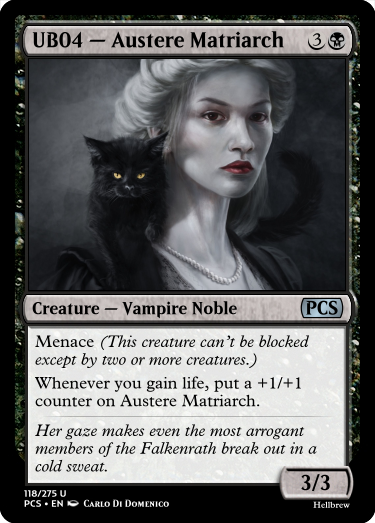 UB04 — Austere Matriarch 3
Creature — Vampire Noble PCS
Menace (This creature can't be blocked
except by two or more creatures.)
Whenever you gain life, put a +1/+1
counter on Austere Matriarch.
Her gaze makes even the most arrogant
members of the Falkenrath break out in a
cold sweat.
3/3
118/275 U
PCS • EN Carlo Di Domenico
Hellbrew